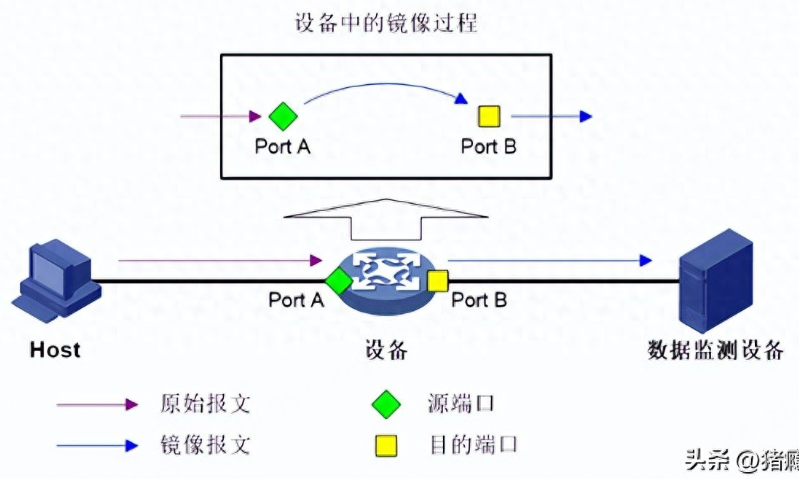 设备中的镜像过程
Port A
Port B
Port A
Port B
Host
设备
数据监测设备
原始报文
源端口
镜像报文
目的端口
头条 @猪